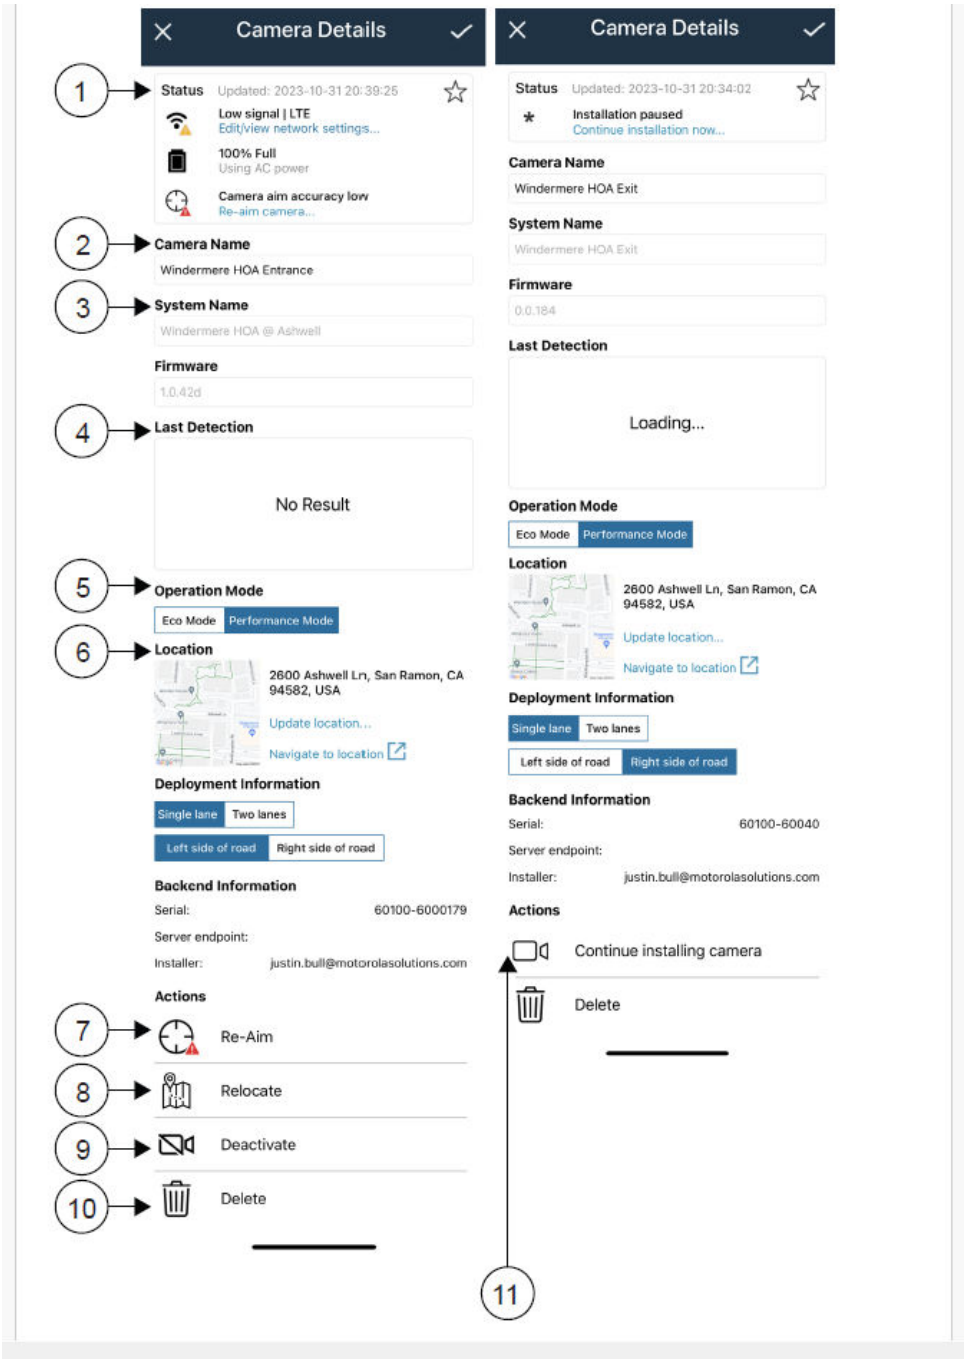 Camera Details
1
Status Updated: 2023-10-31 20:39:25
Low signal | LTE
Edit/view network settings...
100% Full
Using AC power
Camera aim accuracy low
Re-aim camera...
2
Camera Name
Windermere HOA Entrance
3
System Name
Windermere HOA @ Ashwell
Firmware
1.0.42d
4
Last Detection
No Result
5
Operation Mode
Eco Mode Performance Mode
6
Location
2600 Ashwell Ln, San Ramon, CA
94582, USA
Update location...
Navigate to location
Deployment Information
Single lane Two lanes
Left side of road Right side of road
Backend Information
Serial: 60100-6000179
Server endpoint:
Installer: justin.bull@motorolasolutions.com
Actions
7
Re-Aim
8
Relocate
9
Deactivate
10
Delete
Camera Details
Status Updated: 2023-10-31 20:34:02
Installation paused
Continue installation now...
Camera Name
Windermere HOA Exit
System Name
Windermere HOA Exit
Firmware
0.0.184
Last Detection
Loading...
Operation Mode
Eco Mode Performance Mode
Location
2600 Ashwell Ln, San Ramon, CA
94582, USA
Update location...
Navigate to location
Deployment Information
Single lane Two lanes
Left side of road Right side of road
Backend Information
Serial: 60100-60040
Server endpoint:
Installer: justin.bull@motorolasolutions.com
Actions
Continue installing camera
Delete
11